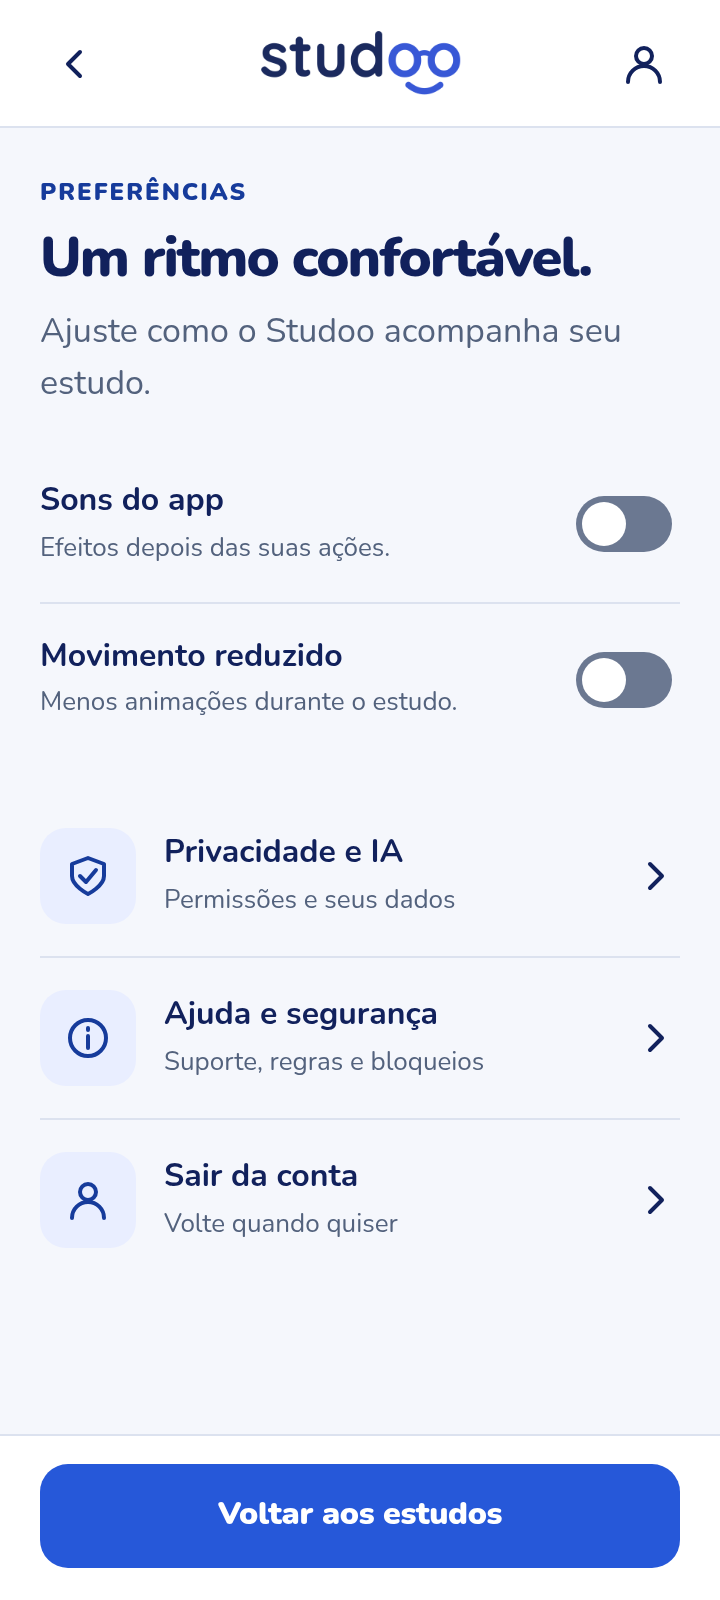 studoo
PREFERÊNCIAS
Um ritmo confortável.
Ajuste como o Studoo acompanha seu
estudo.
Sons do app
Efeitos depois das suas ações.
Movimento reduzido
Menos animações durante o estudo.
Privacidade e IA
Permissões e seus dados
Ajuda e segurança
Suporte, regras e bloqueios
Sair da conta
Volte quando quiser
Voltar aos estudos